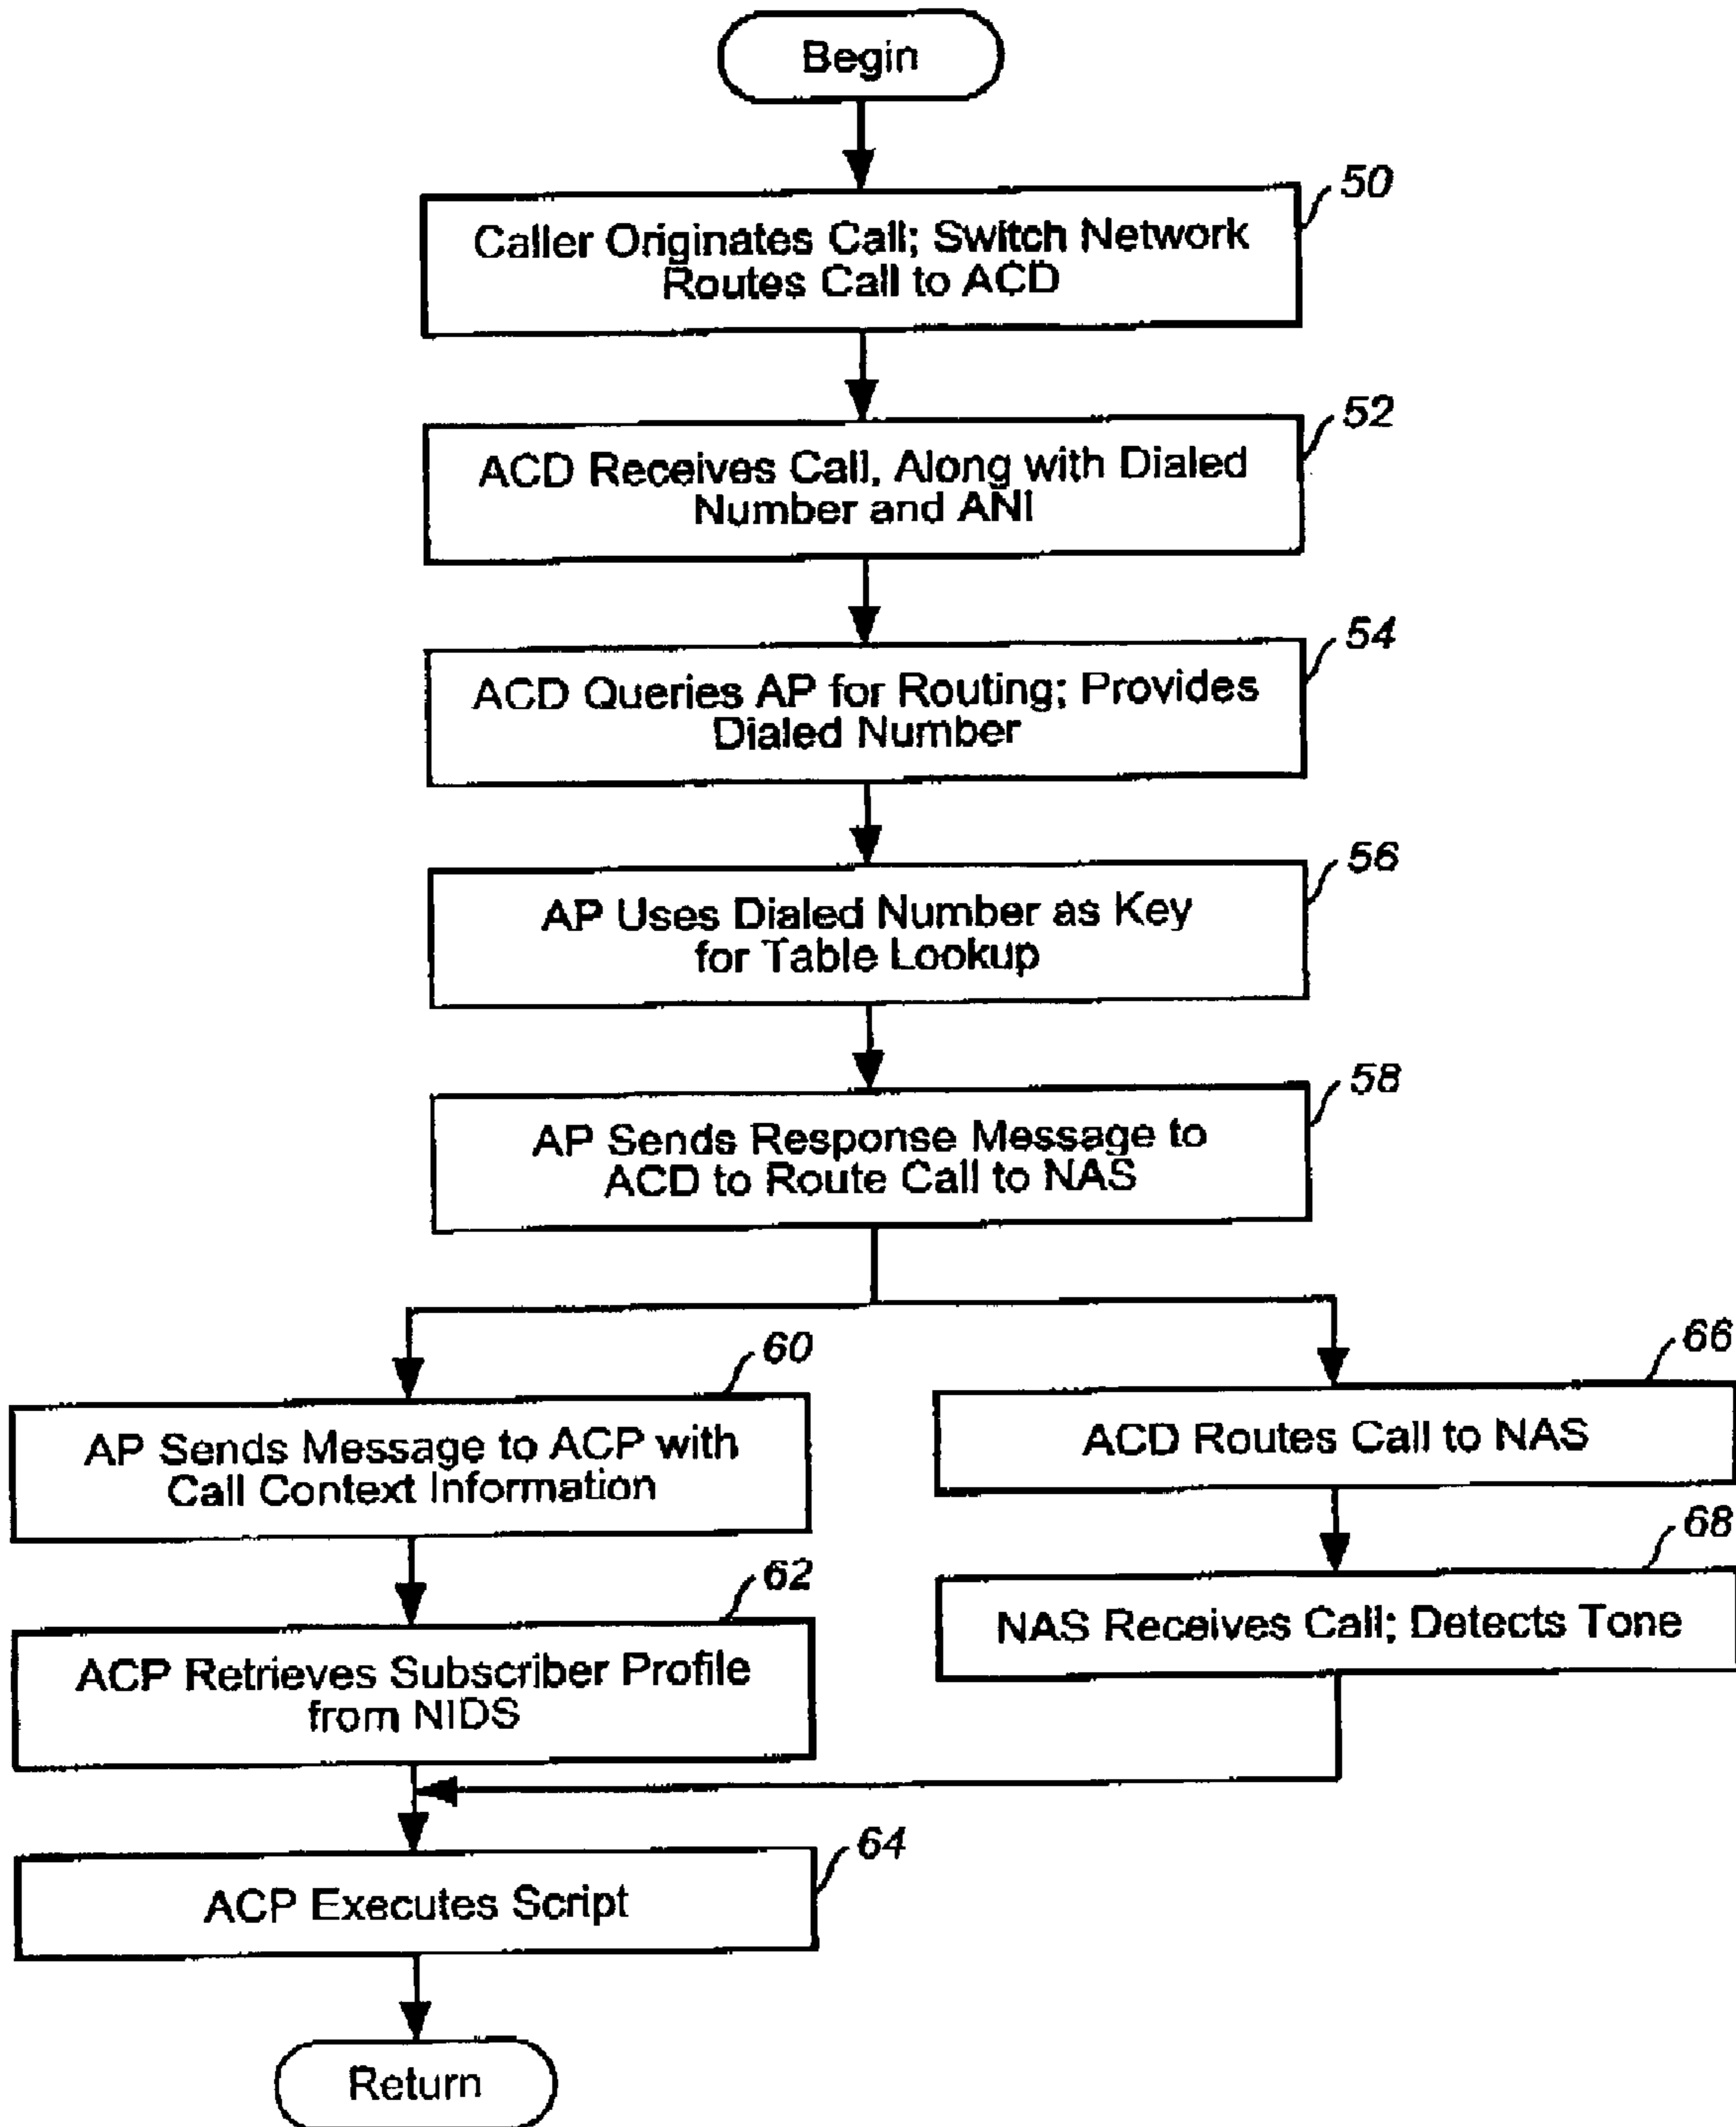 Begin
50
Caller Originates Call; Switch Network
Routes Call to ACD
52
ACD Receives Call, Along with Dialed
Number and ANI
54
ACD Queries AP for Routing; Provides
Dialed Number
56
AP Uses Dialed Number as Key
for Table Lookup
58
AP Sends Response Message to
ACD to Route Call to NAS
60
AP Sends Message to ACP with
Call Context Information
66
ACD Routes Call to NAS
62
ACP Retrieves Subscriber Profile
from NIDS
68
NAS Receives Call; Detects Tone
64
ACP Executes Script
Return